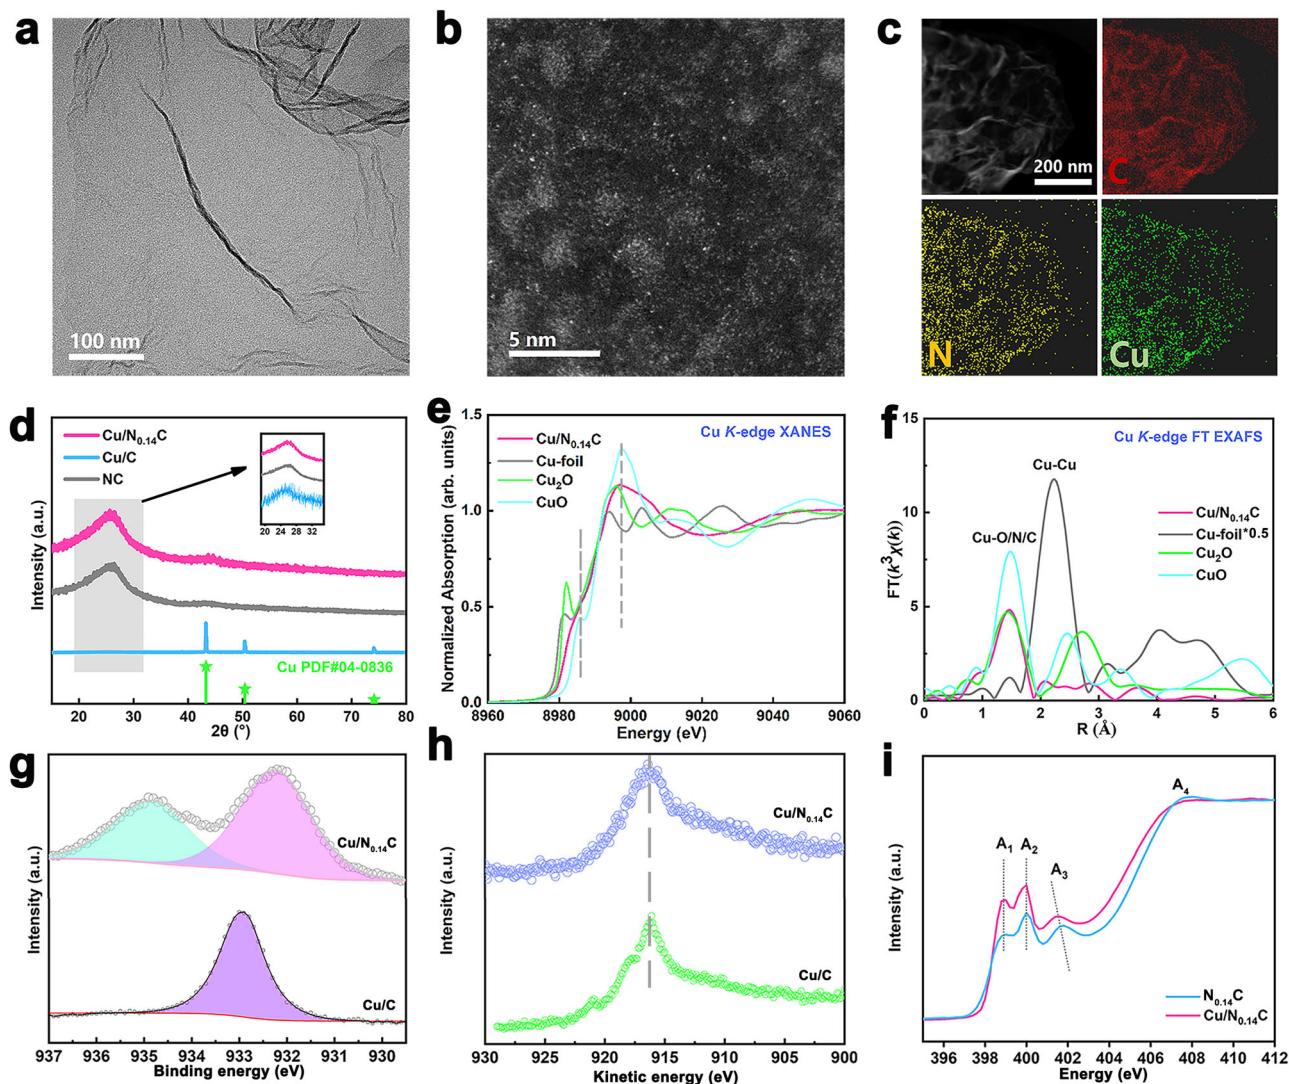 a
100 nm
b
5 nm
c
200 nm
C
N
Cu
d
Cu/N0.14C
Cu/C
NC
20 24 28 32
Cu PDF#04-0836
Intensity (a.u.)
20 30 40 50 60 70 80
2θ (°)
e
Cu K-edge XANES
Cu/N0.14C
Cu-foil
Cu2O
CuO
Normalized Absorption (arb. units)
1.5
1.0
0.5
0.0
8960 8980 9000 9020 9040 9060
Energy (eV)
f
Cu K-edge FT EXAFS
Cu-Cu
Cu-O/N/C
Cu/N0.14C
Cu-foil*0.5
Cu2O
CuO
FT(k3χ(k))
15
10
5
0
0 1 2 3 4 5 6
R (Å)
g
Cu/N0.14C
Cu/C
Intensity (a.u.)
937 936 935 934 933 932 931 930
Binding energy (eV)
h
Cu/N0.14C
Cu/C
Intensity (a.u.)
930 925 920 915 910 905 900
Kinetic energy (eV)
i
A1
A2
A3
A4
N0.14C
Cu/N0.14C
Intensity (a.u.)
396 398 400 402 404 406 408 410 412
Energy (eV)